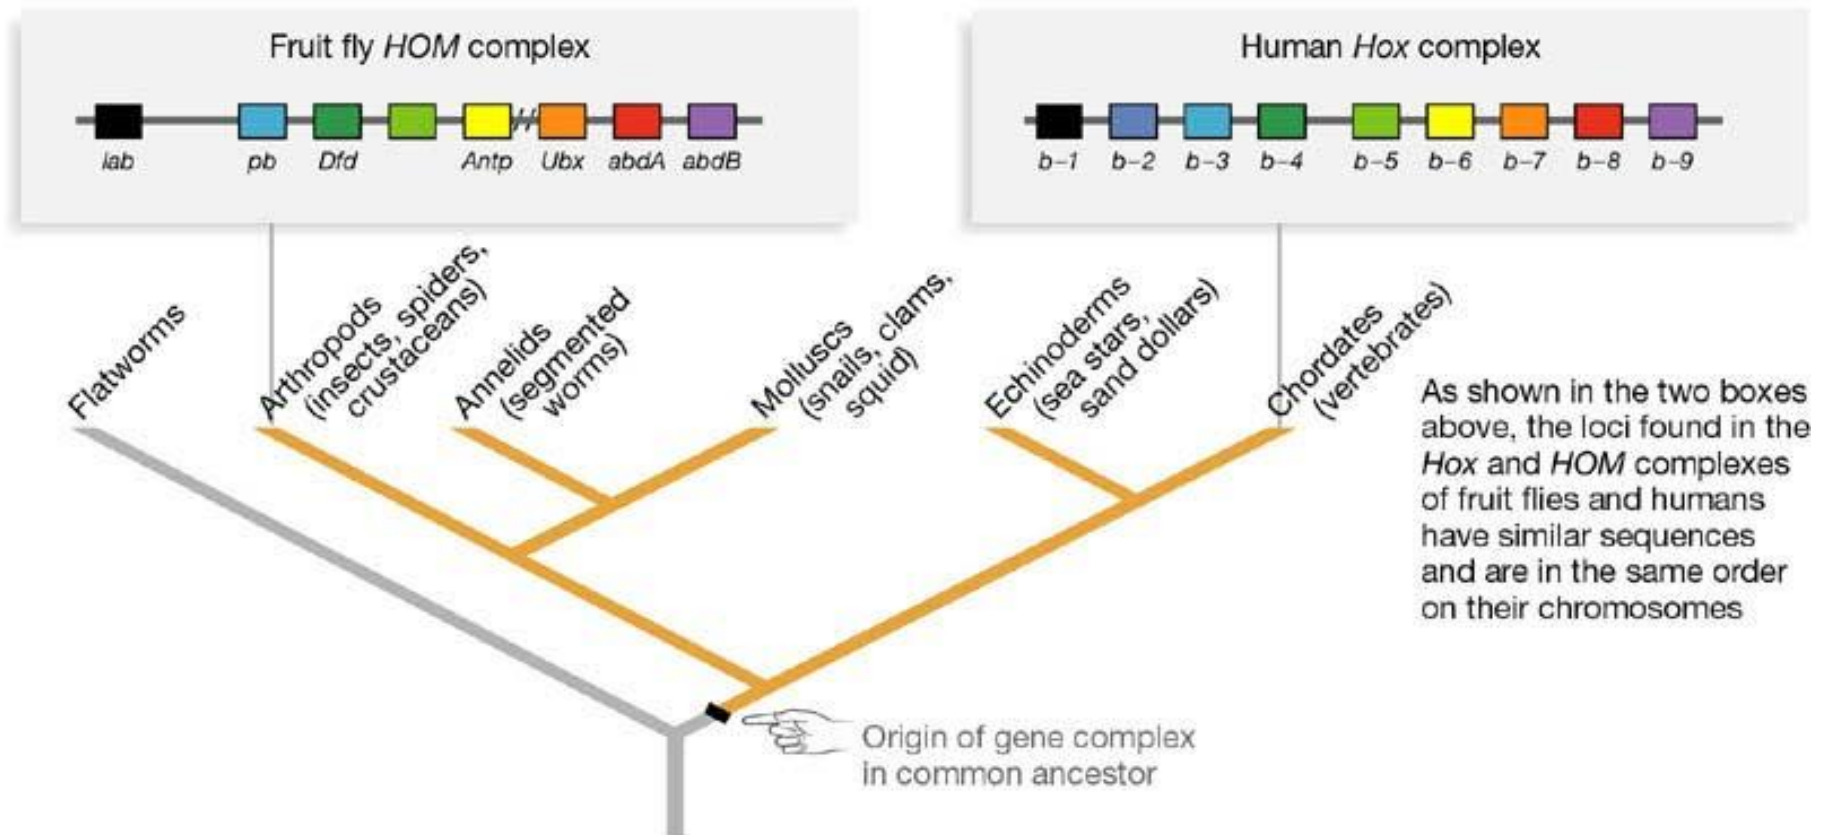 Fruit fly HOM complex
lab pb Dfd Antp Ubx abdA abdB
Human Hox complex
b-1 b-2 b-3 b-4 b-5 b-6 b-7 b-8 b-9
Flatworms
Arthropods
(insects, spiders,
crustaceans)
Annelids
(segmented
worms)
Molluscs
(snails, clams,
squid)
Echinoderms
(sea stars,
sand dollars)
Chordates
(vertebrates)
As shown in the two boxes
above, the loci found in the
Hox and HOM complexes
of fruit flies and humans
have similar sequences
and are in the same order
on their chromosomes
Origin of gene complex
in common ancestor